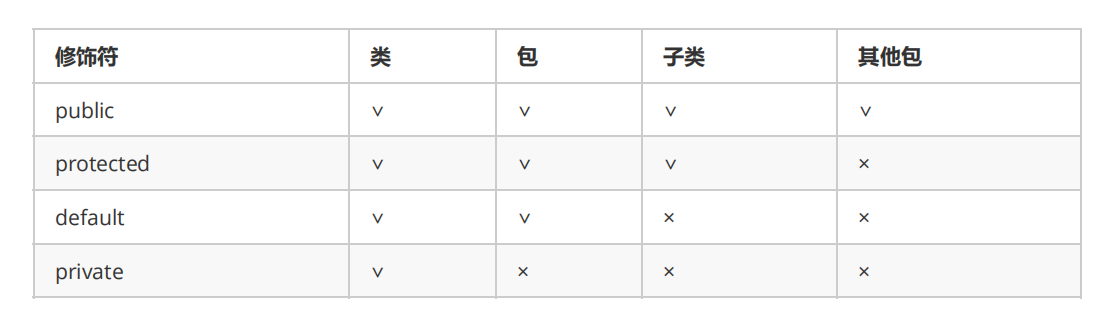 修饰符 类 包 子类 其他包
public ∨ ∨ ∨ ∨
protected ∨ ∨ ∨ ×
default ∨ ∨ × ×
private ∨ × × ×